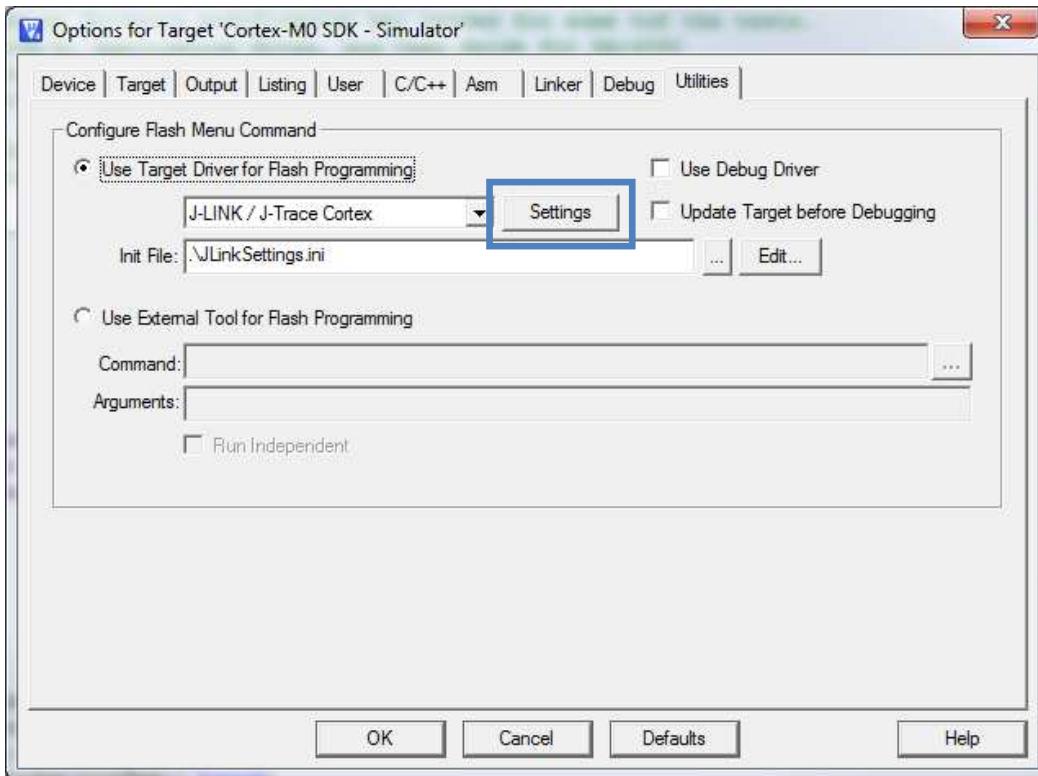 Options for Target 'Cortex-M0 SDK - Simulator'
Device Target Output Listing User C/C++ Asm Linker Debug Utilities
Configure Flash Menu Command
Use Target Driver for Flash Programming Use Debug Driver
J-LINK / J-Trace Cortex Settings Update Target before Debugging
Init File: .\JLinkSettings.ini ... Edit...
Use External Tool for Flash Programming
Command: ...
Arguments:
Run Independent
OK Cancel Defaults Help